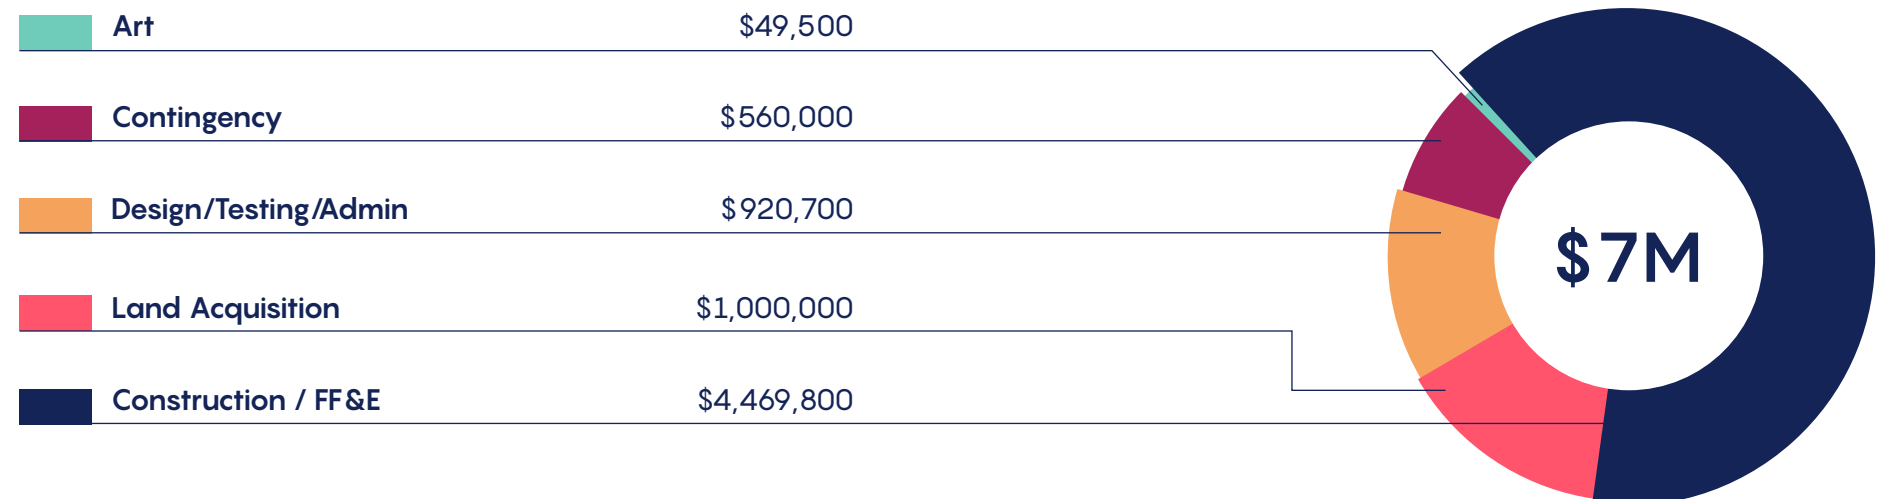 Art $49,500
Contingency $560,000
Design/Testing/Admin $920,700
$7M
Land Acquisition $1,000,000
Construction / FF&E $4,469,800